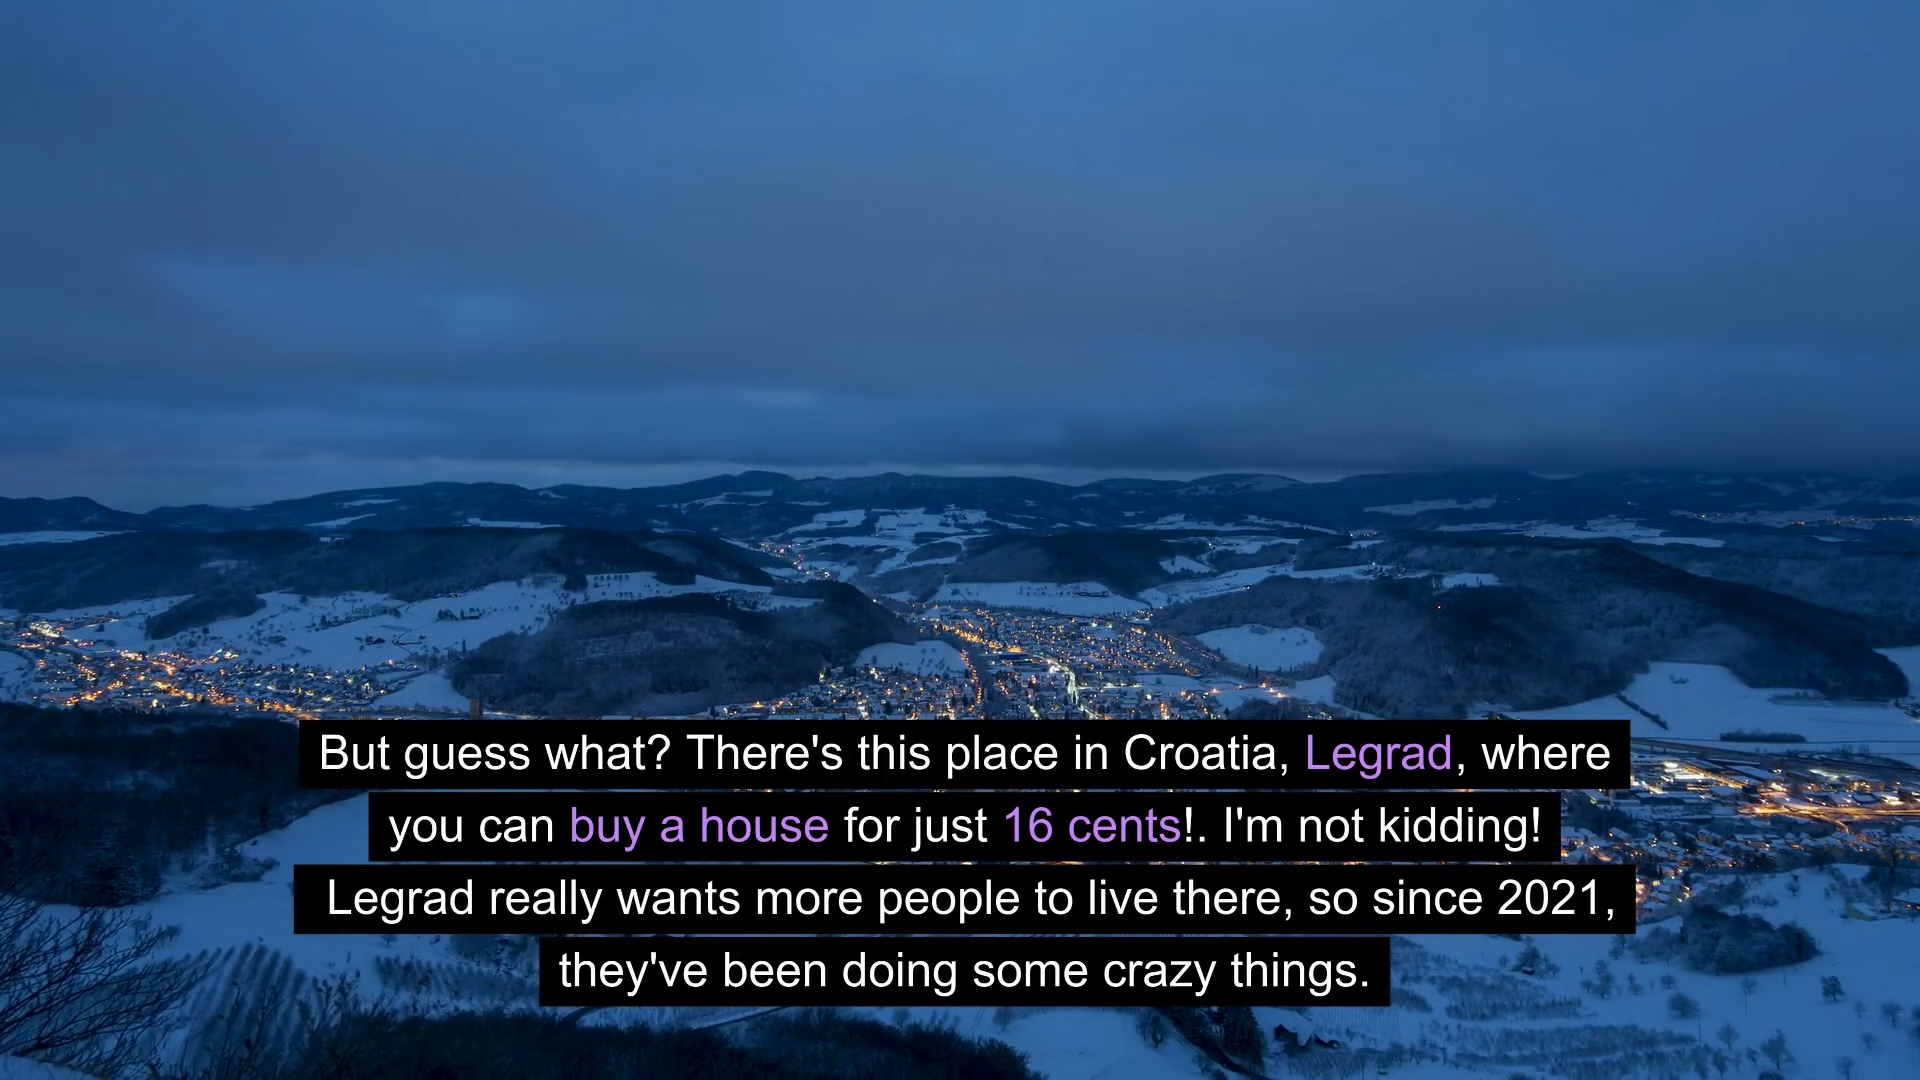 But guess what? There's this place in Croatia, Legrad, where
you can buy a house for just 16 cents!. I'm not kidding!
Legrad really wants more people to live there, so since 2021,
they've been doing some crazy things.